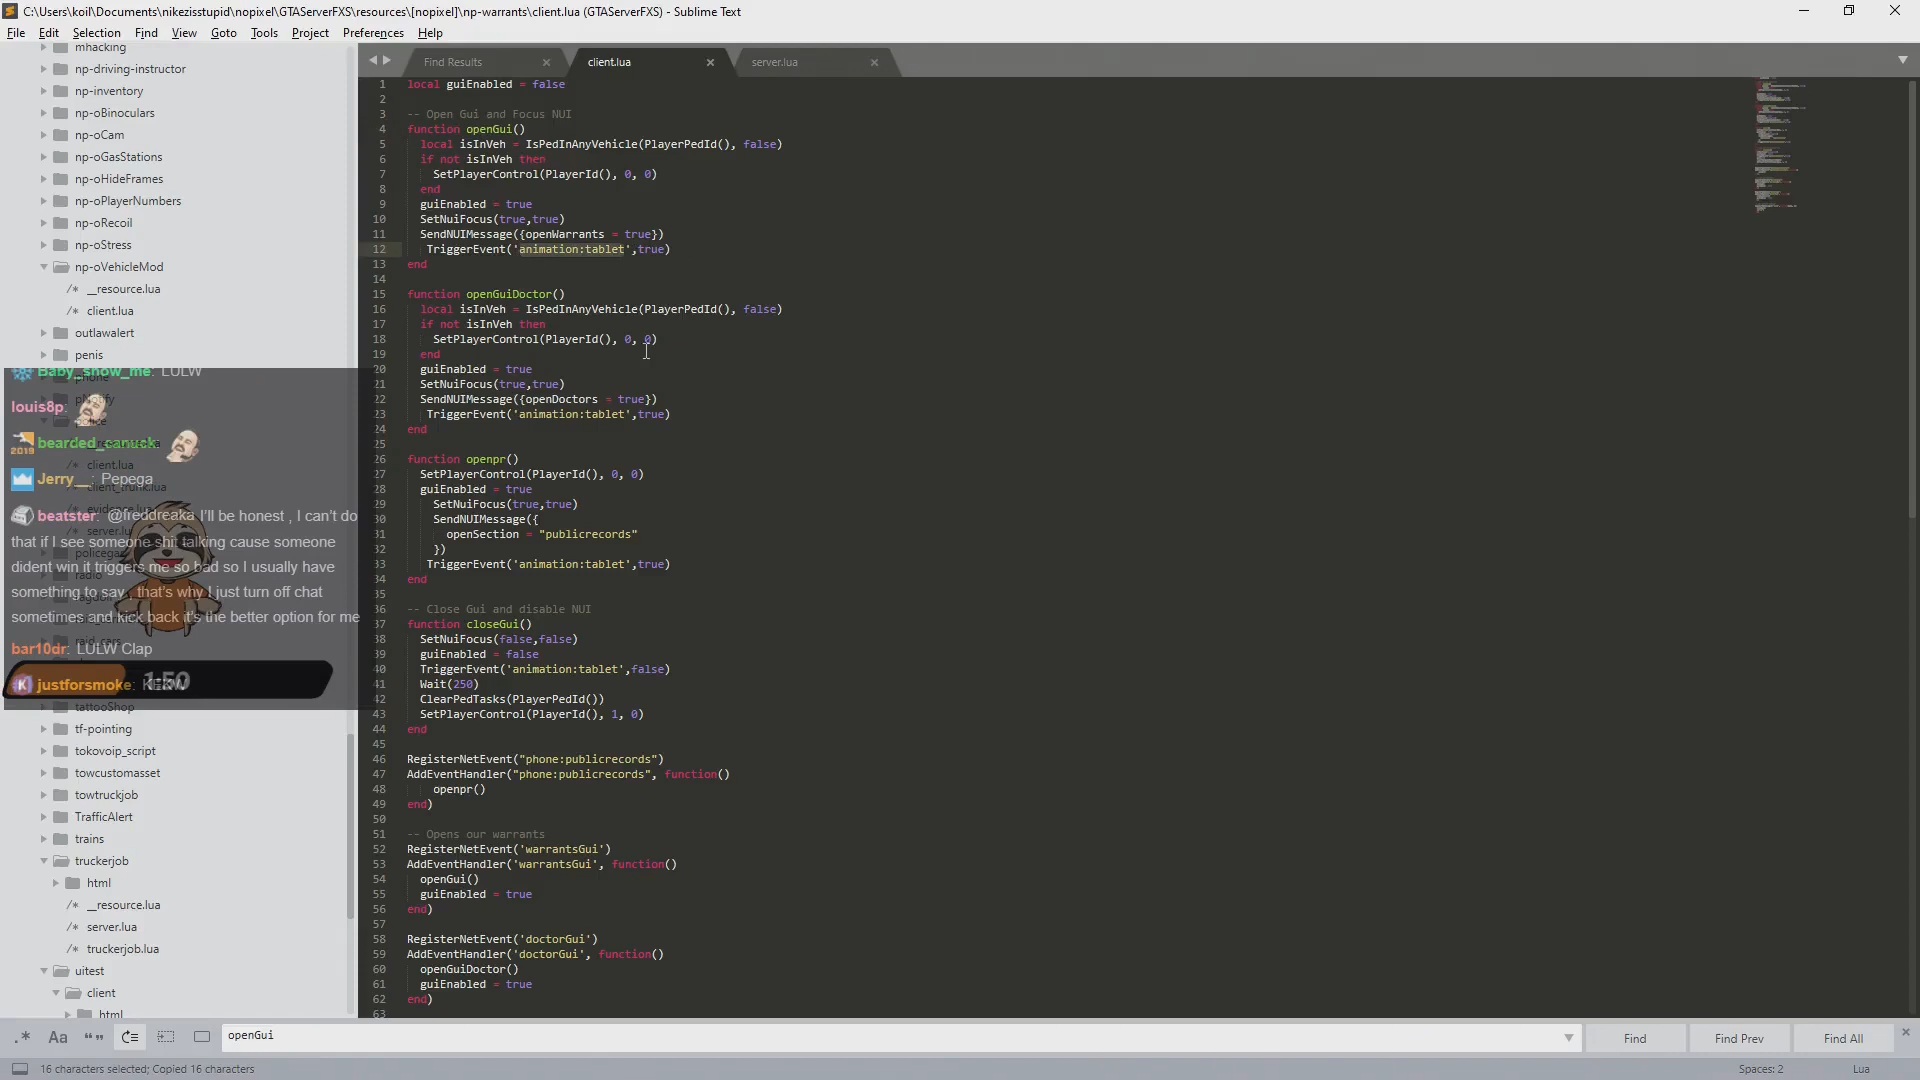 C:\Users\koil\Documents\nikezisstupid\nopixel\GTAServerFXS\resources\[nopixel]\np-warrants\client.lua (GTAServerFXS) - Sublime Text
File Edit Selection Find View Goto Tools Project Preferences Help
mhacking
np-driving-instructor
np-inventory
np-oBinoculars
np-oCam
np-oGasStations
np-oHideFrames
np-oPlayerNumbers
np-oRecoil
np-oStress
np-oVehicleMod
/* __resource.lua
/* client.lua
outlawalert
penis
phone
pNotify
police
client.lua
client_trunk.lua
evidence.lua
server.lua
radio
raid_cars
Baby_snow_me: LULW
louis8p:
bearded_canuck:
Jerry__: Pepega
beatster: @freddreaka I'll be honest , I can't do
that if I see someone shit talking cause someone
dident win it triggers me so bad so I usually have
something to say , that's why I just turn off chat
sometimes and kick back it's the better option for me
bar10dr: LULW Clap
justforsmoke:
1:50
tattooShop
tf-pointing
tokovoip_script
towcustomasset
towtruckjob
TrafficAlert
trains
truckerjob
html
/* __resource.lua
/* server.lua
/* truckerjob.lua
uitest
client
html
Find Results × client.lua × server.lua ×
1 local guiEnabled = false
2
3 -- Open Gui and Focus NUI
4 function openGui()
5 local isInVeh = IsPedInAnyVehicle(PlayerPedId(), false)
6 if not isInVeh then
7 SetPlayerControl(PlayerId(), 0, 0)
8 end
9 guiEnabled = true
10 SetNuiFocus(true,true)
11 SendNUIMessage({openWarrants = true})
12 TriggerEvent('animation:tablet',true)
13 end
14
15 function openGuiDoctor()
16 local isInVeh = IsPedInAnyVehicle(PlayerPedId(), false)
17 if not isInVeh then
18 SetPlayerControl(PlayerId(), 0, 0)
19 end
20 guiEnabled = true
21 SetNuiFocus(true,true)
22 SendNUIMessage({openDoctors = true})
23 TriggerEvent('animation:tablet',true)
24 end
25
26 function openpr()
27 SetPlayerControl(PlayerId(), 0, 0)
28 guiEnabled = true
29 SetNuiFocus(true,true)
30 SendNUIMessage({
31 openSection = "publicrecords"
32 })
33 TriggerEvent('animation:tablet',true)
34 end
35
36 -- Close Gui and disable NUI
37 function closeGui()
38 SetNuiFocus(false,false)
39 guiEnabled = false
40 TriggerEvent('animation:tablet',false)
41 Wait(250)
42 ClearPedTasks(PlayerPedId())
43 SetPlayerControl(PlayerId(), 1, 0)
44 end
45
46 RegisterNetEvent("phone:publicrecords")
47 AddEventHandler("phone:publicrecords", function()
48 openpr()
49 end)
50
51 -- Opens our warrants
52 RegisterNetEvent('warrantsGui')
53 AddEventHandler('warrantsGui', function()
54 openGui()
55 guiEnabled = true
56 end)
57
58 RegisterNetEvent('doctorGui')
59 AddEventHandler('doctorGui', function()
60 openGuiDoctor()
61 guiEnabled = true
62 end)
63
.* Aa “” openGui Find Find Prev Find All ×
16 characters selected; Copied 16 characters Spaces: 2 Lua